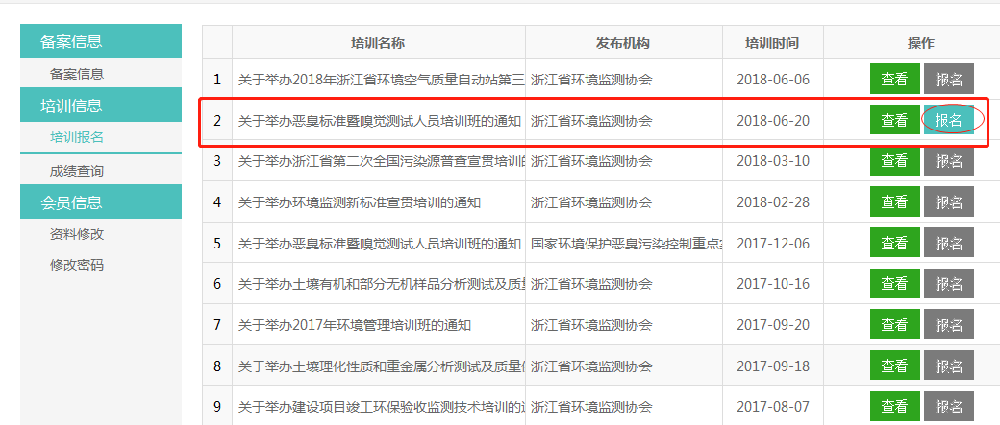 备案信息
备案信息
培训信息
培训报名
成绩查询
会员信息
资料修改
修改密码
培训名称 发布机构 培训时间 操作
1 关于举办2018年浙江省环境空气质量自动站第三 浙江省环境监测协会 2018-06-06 查看 报名
2 关于举办恶臭标准暨嗅觉测试人员培训班的通知 浙江省环境监测协会 2018-06-20 查看 报名
3 关于举办浙江省第二次全国污染源普查宣贯培训 浙江省环境监测协会 2018-03-10 查看 报名
4 关于举办环境监测新标准宣贯培训的通知 浙江省环境监测协会 2018-02-28 查看 报名
5 关于举办恶臭标准暨嗅觉测试人员培训班的通知 国家环境保护恶臭污染控制重点 2017-12-06 查看 报名
6 关于举办土壤有机和部分无机样品分析测试及质 浙江省环境监测协会 2017-10-16 查看 报名
7 关于举办2017年环境管理培训班的通知 浙江省环境监测协会 2017-09-20 查看 报名
8 关于举办土壤理化性质和重金属分析测试及质量 浙江省环境监测协会 2017-09-18 查看 报名
9 关于举办建设项目竣工环保验收监测技术培训的 浙江省环境监测协会 2017-08-07 查看 报名